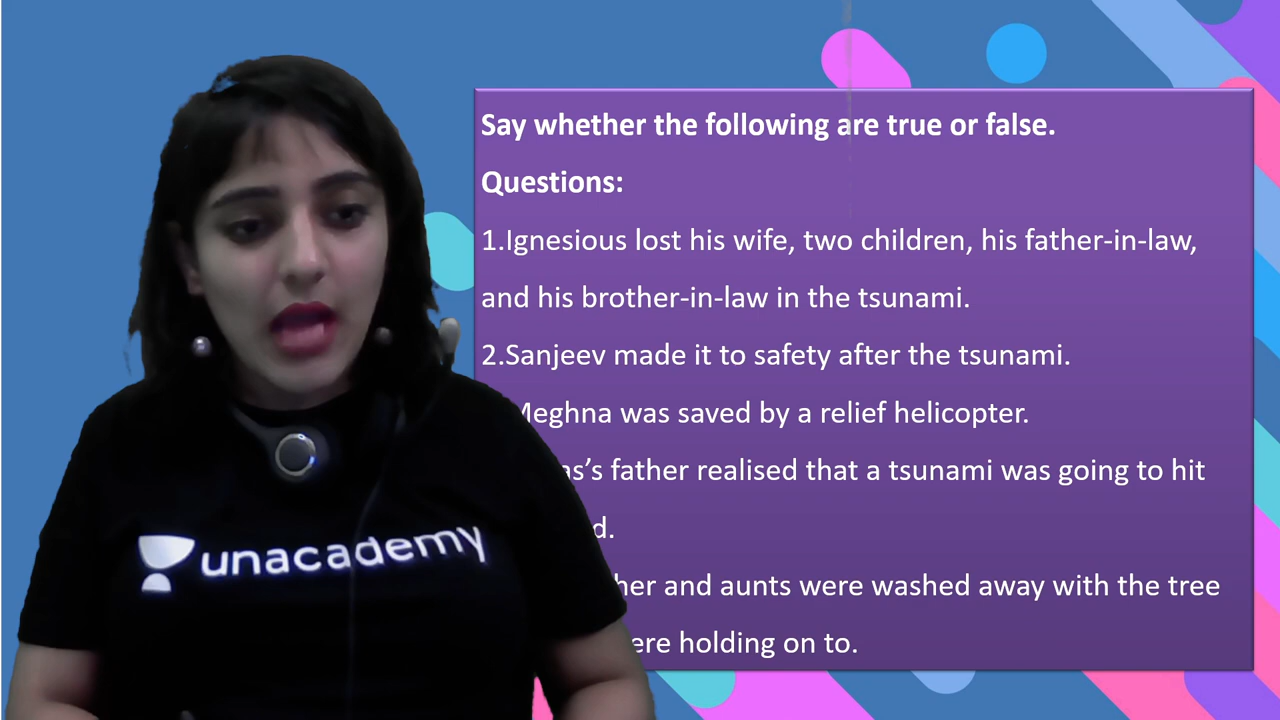 Say whether the following are true or false.
Questions:
1.Ignesious lost his wife, two children, his father-in-law,
and his brother-in-law in the tsunami.
2.Sanjeev made it to safety after the tsunami.
Meghna was saved by a relief helicopter.
father realised that a tsunami was going to hit
and aunts were washed away with the tree
holding on to.
unacademy